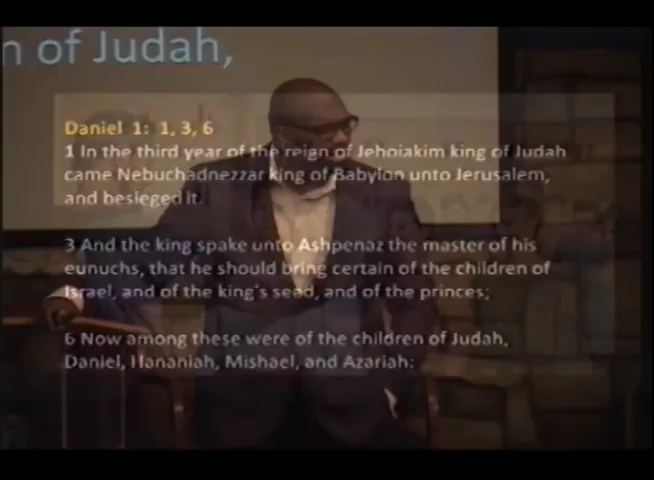 n of Judah,
Daniel 1: 1, 3, 6
1 In the third year of the reign of Jehoiakim king of Judah
came Nebuchadnezzar king of Babylon unto Jerusalem,
and besieged it.
3 And the king spake unto Ashpenaz the master of his
eunuchs, that he should bring certain of the children of
Israel, and of the king's seed, and of the princes;
6 Now among these were of the children of Judah,
Daniel, Hananiah, Mishael, and Azariah: